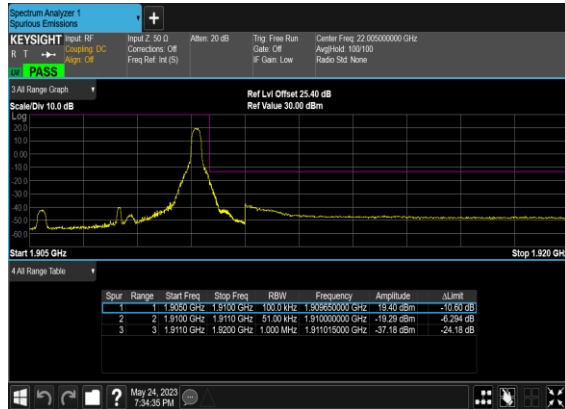 Spectrum Analyzer 1
Spurious Emissions
KEYSIGHT Input: RF Input Z: 50 Ω Atten: 20 dB Trig: Free Run Center Freq: 22.005000000 GHz
R T Coupling: DC Corrections: Off Gate: Off Avg|Hold: 100/100
Align: Off Freq Ref: Int (S) IF Gain: Low Radio Std: None
PASS
3 All Range Graph
Ref Lvl Offset 25.40 dB
Scale/Div 10.0 dB Ref Value 30.00 dBm
Log
20.0
10.0
0.00
-10.0
-20.0
-30.0
-40.0
-50.0
-60.0
Start 1.905 GHz Stop 1.920 GH
4 All Range Table
Spur Range Start Freq Stop Freq RBW Frequency Amplitude ΔLimit
1 1 1.9050 GHz 1.9100 GHz 100.0 kHz 1.909650000 GHz 19.40 dBm -10.60 dB
2 2 1.9100 GHz 1.9110 GHz 51.00 kHz 1.910000000 GHz -19.29 dBm -6.294 dB
3 3 1.9110 GHz 1.9200 GHz 1.000 MHz 1.911015000 GHz -37.18 dBm -24.18 dB
? May 24, 2023
7:34:35 PM